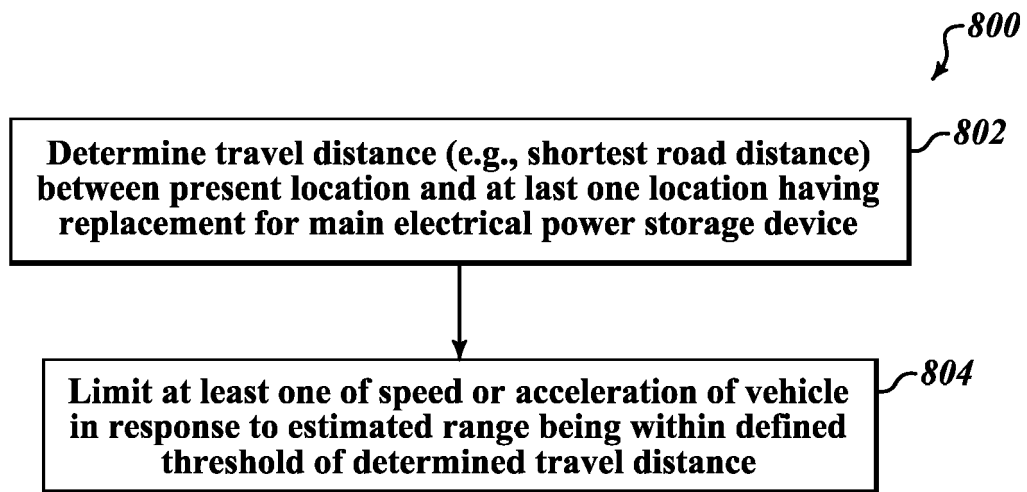 800
802
Determine travel distance (e.g., shortest road distance)
between present location and at last one location having
replacement for main electrical power storage device
804
Limit at least one of speed or acceleration of vehicle
in response to estimated range being within defined
threshold of determined travel distance